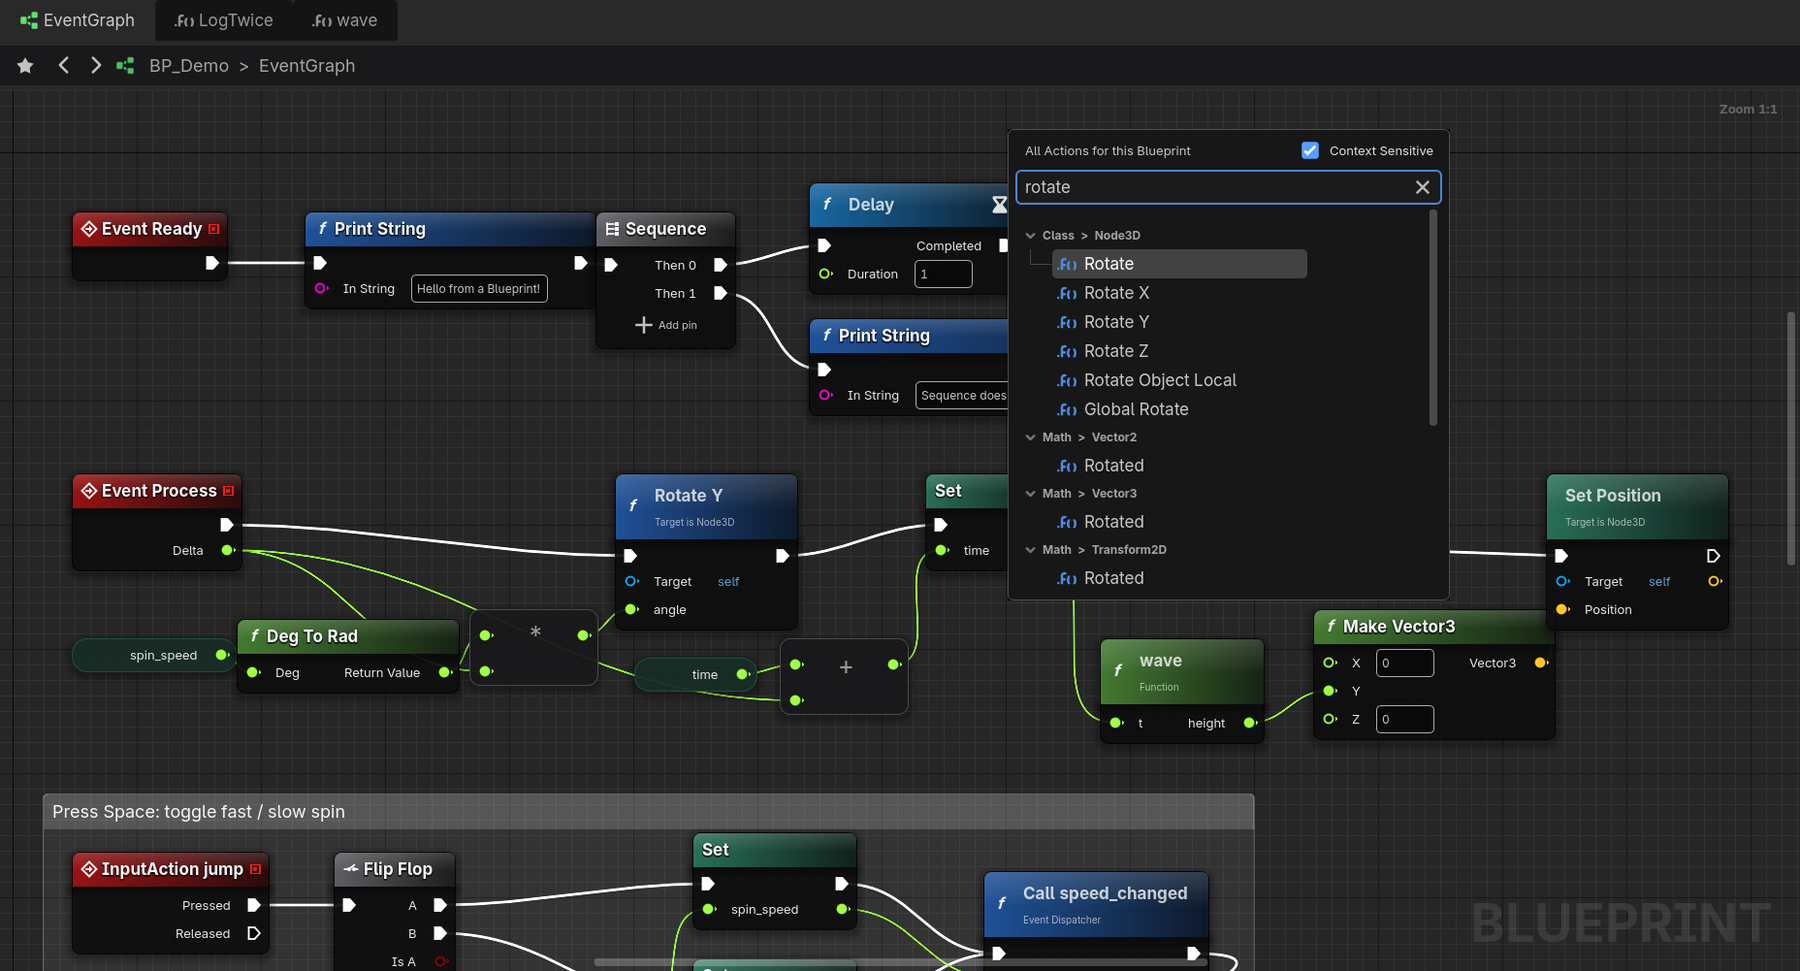 EventGraph
LogTwice
wave
BP_Demo > EventGraph
Zoom 1:1
All Actions for this Blueprint
Context Sensitive
rotate
Class > Node3D
Rotate
Rotate X
Rotate Y
Rotate Z
Rotate Object Local
Global Rotate
Math > Vector2
Rotated
Math > Vector3
Rotated
Math > Transform2D
Rotated
Event Ready
Print String
In String
Hello from a Blueprint!
Sequence
Then 0
Then 1
Add pin
Delay
Completed
Duration
1
Print String
In String
Sequence does
Event Process
Delta
Rotate Y
Target is Node3D
Target self
angle
Set
time
Set Position
Target is Node3D
Target self
Position
spin_speed
Deg To Rad
Deg
Return Value
*
time
+
wave
Function
t
height
Make Vector3
X
0
Vector3
Y
Z
0
Press Space: toggle fast / slow spin
InputAction jump
Pressed
Released
Flip Flop
A
B
Is A
Set
spin_speed
Call speed_changed
Event Dispatcher
BLUEPRINT